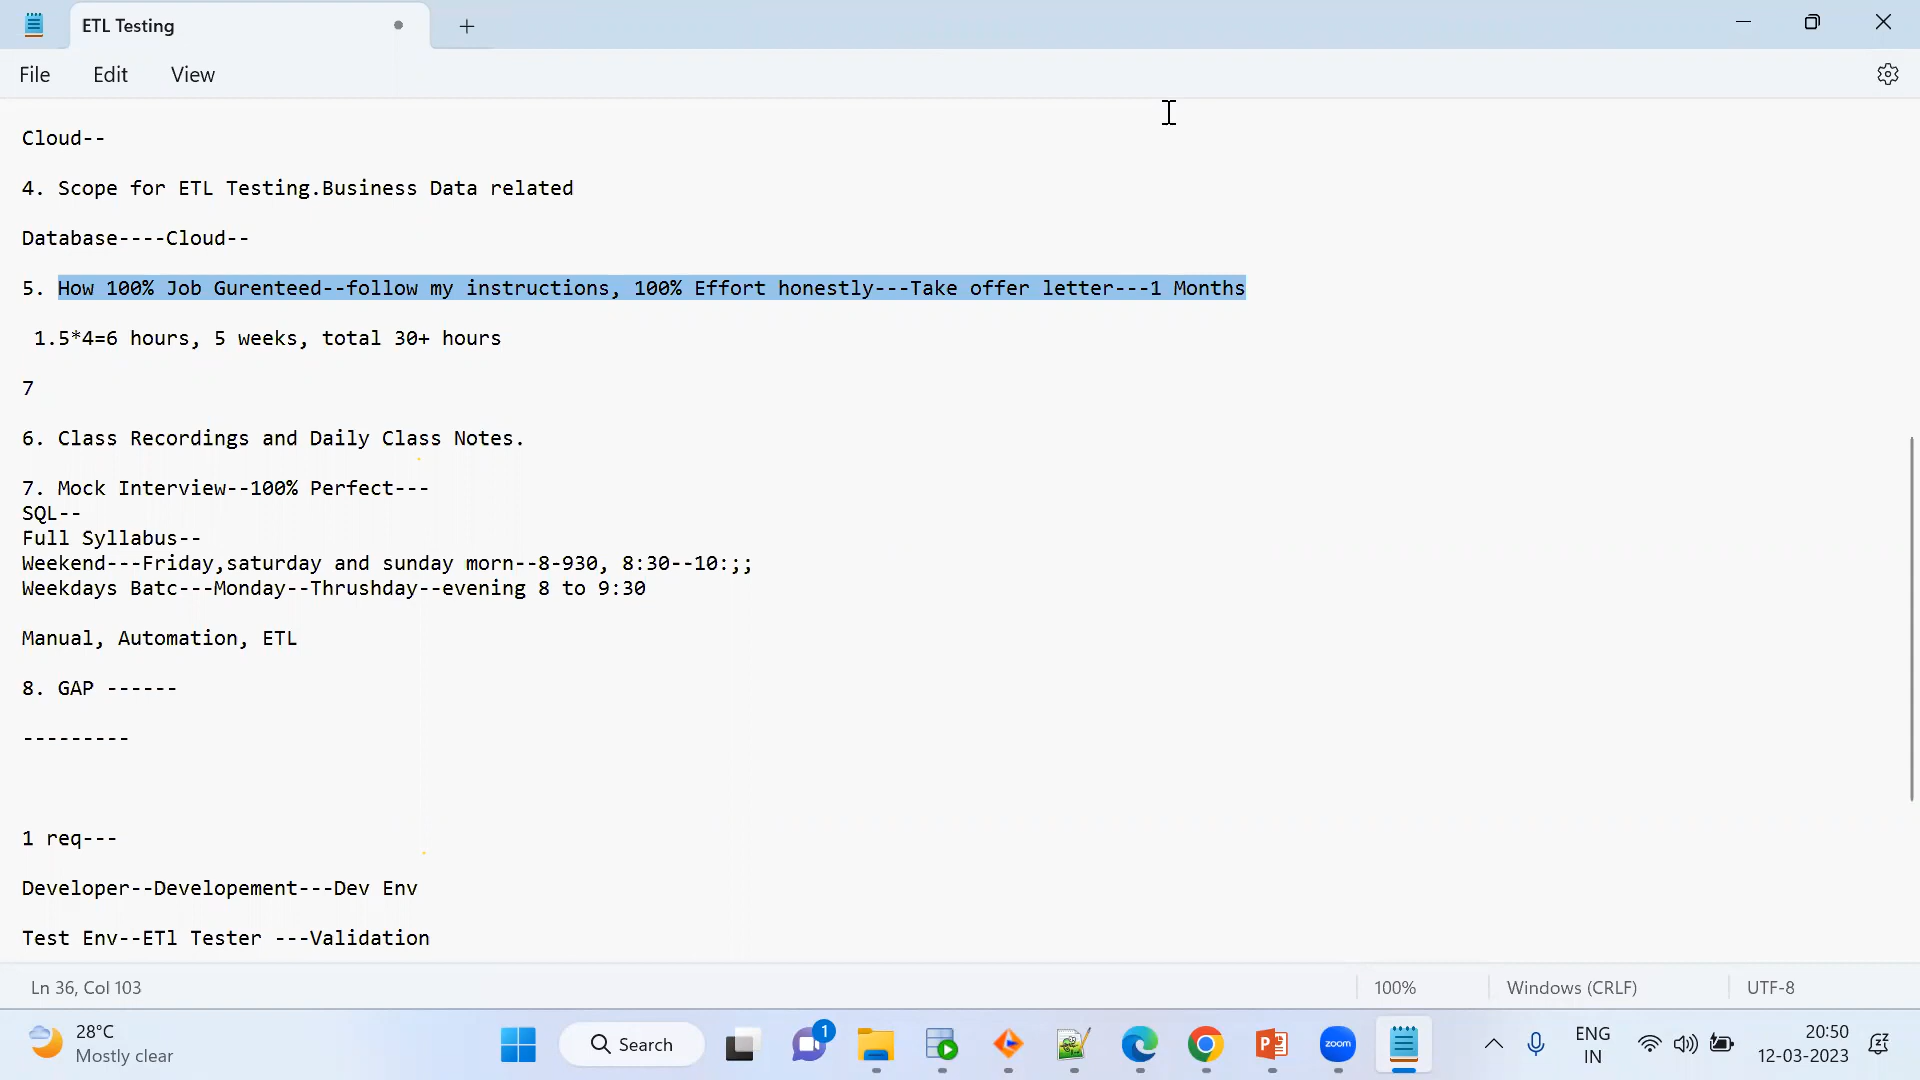 ETL Testing
File Edit View
Cloud--
4. Scope for ETL Testing.Business Data related
Database----Cloud--
5. How 100% Job Gurenteed--follow my instructions, 100% Effort honestly---Take offer letter---1 Months
1.5*4=6 hours, 5 weeks, total 30+ hours
7
6. Class Recordings and Daily Class Notes.
7. Mock Interview--100% Perfect---
SQL--
Full Syllabus--
Weekend---Friday,saturday and sunday morn--8-930, 8:30--10:;;
Weekdays Batc---Monday--Thrushday--evening 8 to 9:30
Manual, Automation, ETL
8. GAP ------
---------
1 req---
Developer--Developement---Dev Env
Test Env--ETl Tester ---Validation
Ln 36, Col 103 100% Windows (CRLF) UTF-8
28°C
Mostly clear
Search
1
zoom
ENG
IN
20:50
12-03-2023